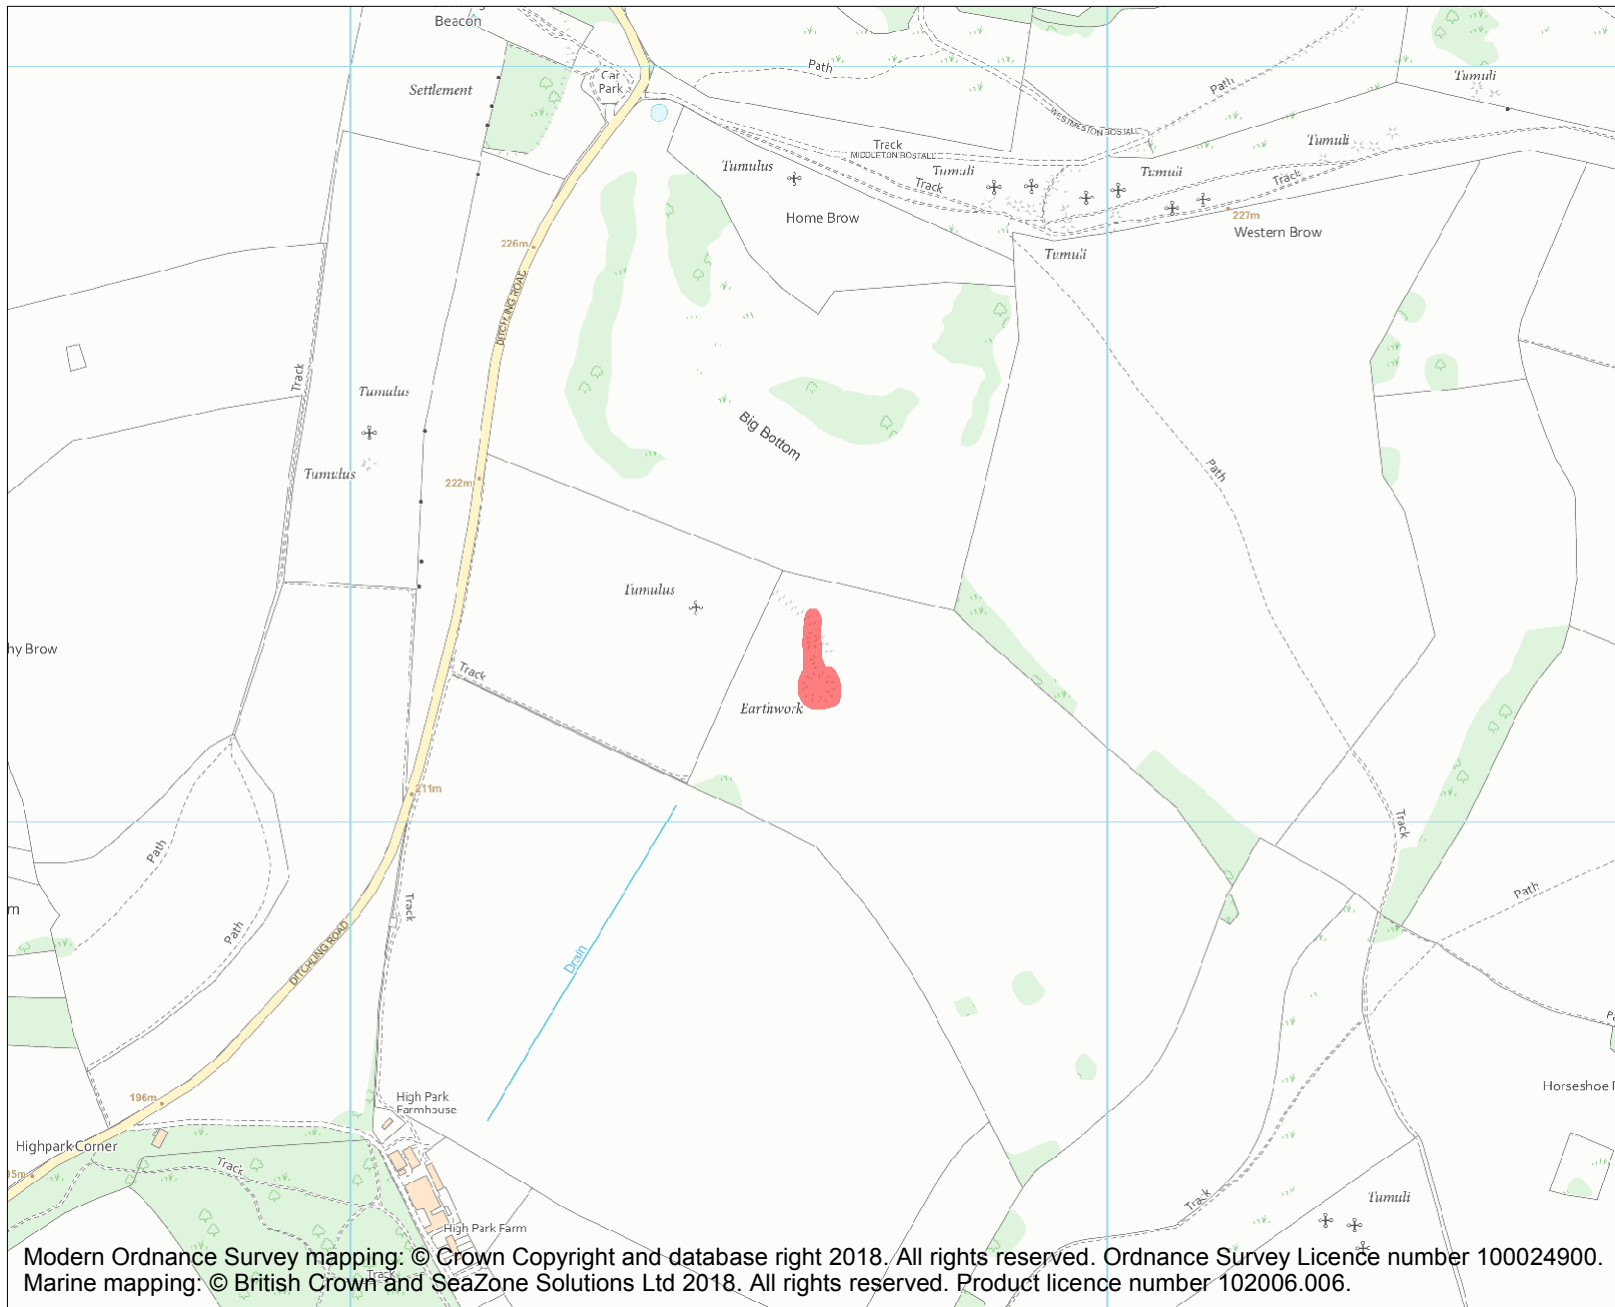 Beacon
Settlement
Car
Park
Path
Path
Tumuli
WESTMESTON BOSTALL
Track
MIDDLETON BOSTALL
Tumuli
Tumulus
Tumuli
Tumuli
Track
Track
Home Brow
227m
Western Brow
226m
Tumuli
DITCHLING ROAD
Track
Tumulus
Big Bottom
Tumulus
222m
Path
Tumulus
hy Brow
Track
Earthwork
211m
Track
Path
Path
m
Track
Path
DITCHLING ROAD
Drain
Horseshoe
196m
High Park
Farmhouse
Highpark Corner
Track
95m
Track
Tumuli
High Park Farm
Track
Modern Ordnance Survey mapping: © Crown Copyright and database right 2018. All rights reserved. Ordnance Survey Licence number 100024900.
Marine mapping: © British Crown and SeaZone Solutions Ltd 2018. All rights reserved. Product licence number 102006.006.